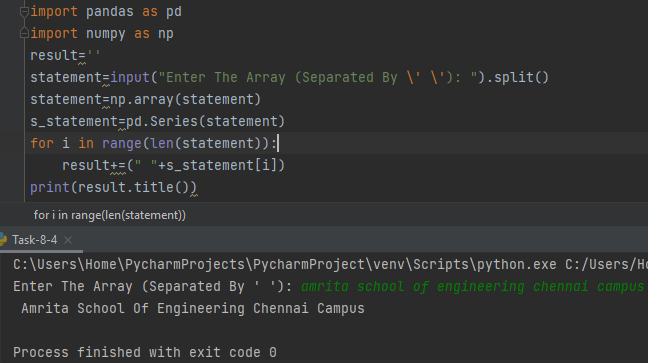 import pandas as pd
import numpy as np
result=''
statement=input("Enter The Array (Separated By \' \'): ").split()
statement=np.array(statement)
s_statement=pd.Series(statement)
for i in range(len(statement)):
    result+=(" "+s_statement[i])
print(result.title())
for i in range(len(statement))
Task-8-4 ×
C:\Users\Home\PycharmProjects\PycharmProject\venv\Scripts\python.exe C:/Users/Ho
Enter The Array (Separated By ' '): amrita school of engineering chennai campus
 Amrita School Of Engineering Chennai Campus
Process finished with exit code 0